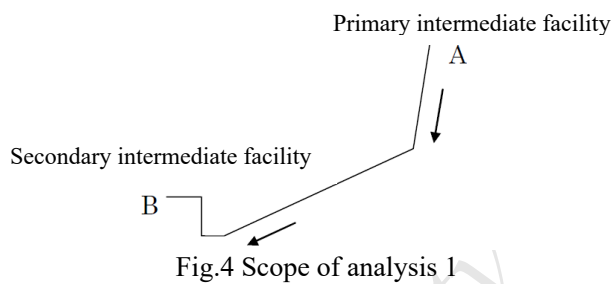 Primary intermediate facility
A
Secondary intermediate facility
B
Fig.4 Scope of analysis 1